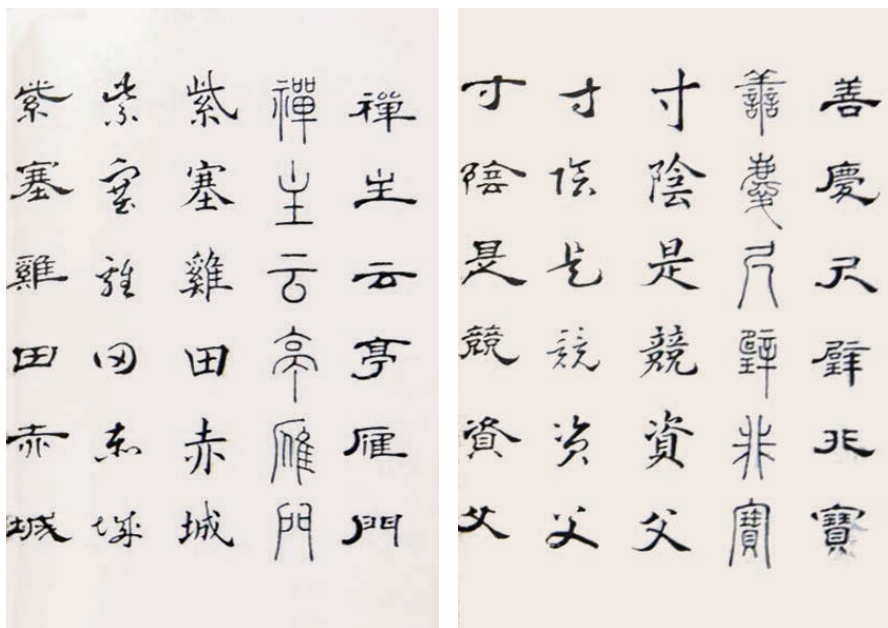 善慶尺璧非寶
善慶尺璧非寶
寸陰是競資父
寸陰是競資父
寸陰是競資父
禪主云亭雁門
禪主云亭雁門
紫塞雞田赤城
紫塞雞田赤城
紫塞雞田赤城